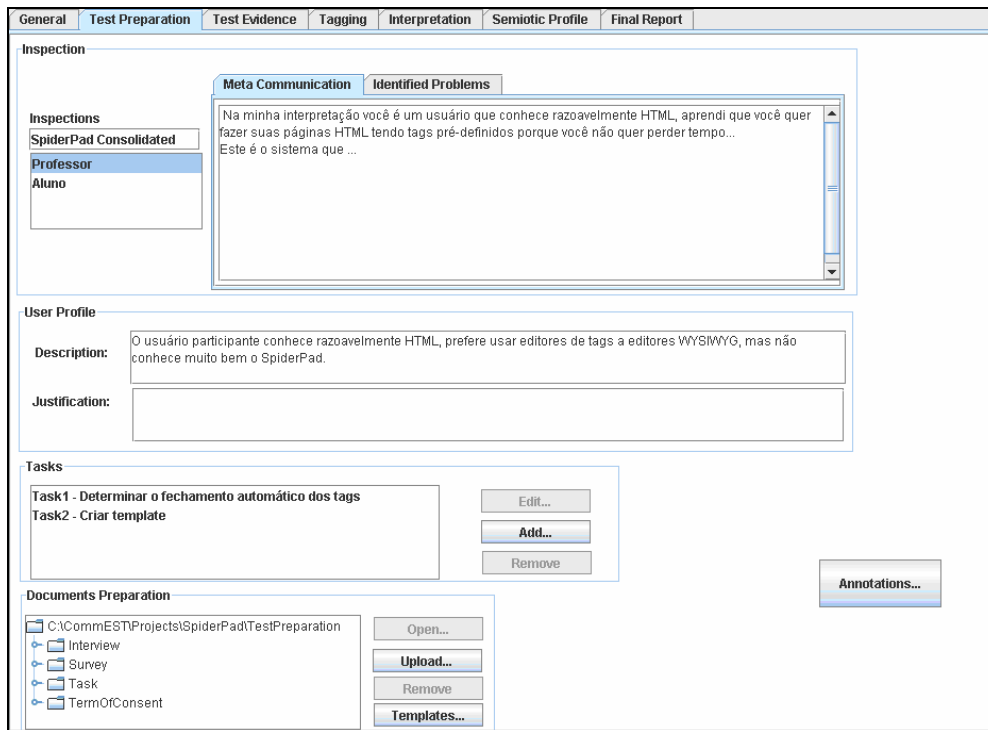 General Test Preparation Test Evidence Tagging Interpretation Semiotic Profile Final Report
Inspection
Meta Communication Identified Problems
Inspections
SpiderPad Consolidated
Professor
Aluno
Na minha interpretação você é um usuário que conhece razoavelmente HTML, aprendi que você quer
fazer suas páginas HTML tendo tags pré-definidos porque você não quer perder tempo...
Este é o sistema que ...
User Profile
Description:
O usuário participante conhece razoavelmente HTML, prefere usar editores de tags a editores WYSIWYG, mas não
conhece muito bem o SpiderPad.
Justification:
Tasks
Task1 - Determinar o fechamento automático dos tags
Task2 - Criar template
Edit...
Add...
Remove
Annotations...
Documents Preparation
C:\CommEST\Projects\SpiderPad\TestPreparation
Interview
Survey
Task
TermOfConsent
Open...
Upload...
Remove
Templates...